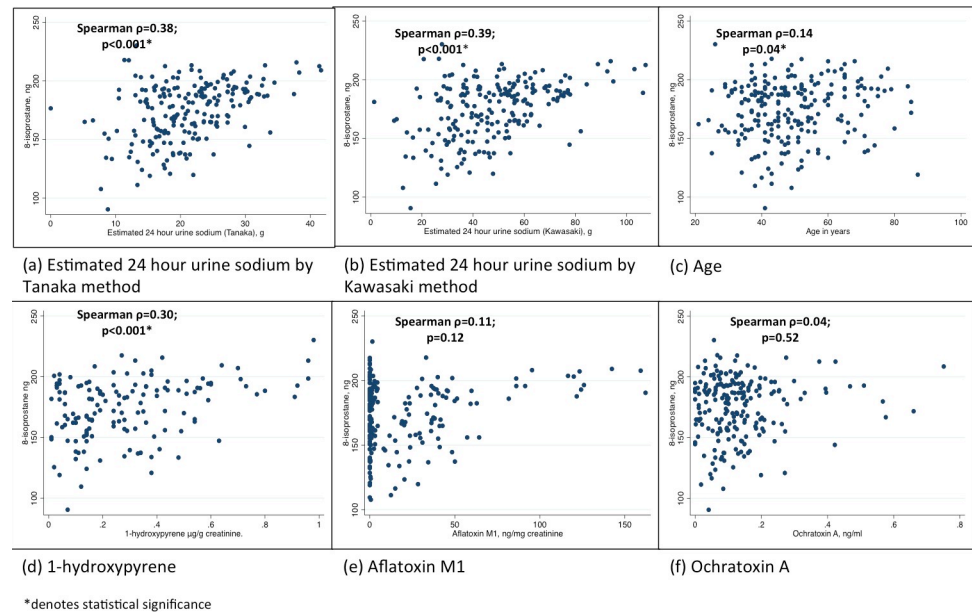 Spearman ρ=0.38;
p<0.001*
250
200
150
100
8-isoprostane, ng
0 10 20 30 40
Estimated 24 hour urine sodium (Tanaka), g
(a) Estimated 24 hour urine sodium by
Tanaka method
Spearman ρ=0.39;
p<0.001*
250
200
150
100
8-isoprostane, ng
0 20 40 60 80 100
Estimated 24 hour urine sodium (Kawasaki), g
(b) Estimated 24 hour urine sodium by
Kawasaki method
Spearman ρ=0.14
p=0.04*
250
200
150
100
8-isoprostane, ng
20 40 60 80 100
Age in years
(c) Age
Spearman ρ=0.30;
p<0.001*
250
200
150
100
8-isoprostane, ng
0 .2 .4 .6 .8 1
1-hydroxypyrene µg/g creatinine.
(d) 1-hydroxypyrene
Spearman ρ=0.11;
p=0.12
250
200
150
100
8-isoprostane, ng
0 50 100 150
Aflatoxin M1, ng/mg creatinine
(e) Aflatoxin M1
Spearman ρ=0.04;
p=0.52
250
200
150
100
8-isoprostane, ng
0 .2 .4 .6 .8
Ochratoxin A, ng/ml
(f) Ochratoxin A
*denotes statistical significance